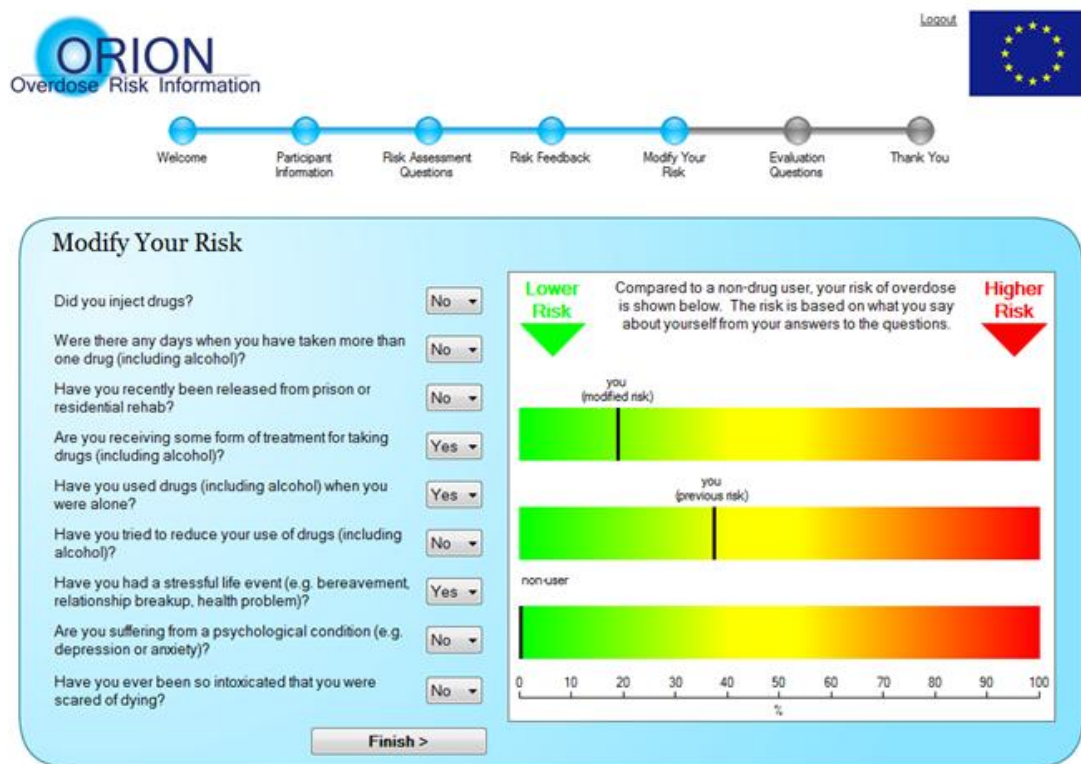 Logout
ORION
Overdose Risk Information
Welcome
Participant
Information
Risk Assessment
Questions
Risk Feedback
Modify Your
Risk
Evaluation
Questions
Thank You
Modify Your Risk
Did you inject drugs?
No
Were there any days when you have taken more than
one drug (including alcohol)?
No
Have you recently been released from prison or
residential rehab?
No
Are you receiving some form of treatment for taking
drugs (including alcohol)?
Yes
Have you used drugs (including alcohol) when you
were alone?
Yes
Have you tried to reduce your use of drugs (including
alcohol)?
No
Have you had a stressful life event (e.g. bereavement,
relationship breakup, health problem)?
Yes
Are you suffering from a psychological condition (e.g.
depression or anxiety)?
No
Have you ever been so intoxicated that you were
scared of dying?
No
Finish >
Lower
Risk
Compared to a non-drug user, your risk of overdose
is shown below. The risk is based on what you say
about yourself from your answers to the questions.
Higher
Risk
you
(modified risk)
you
(previous risk)
non-user
0 10 20 30 40 50 60 70 80 90 100
%